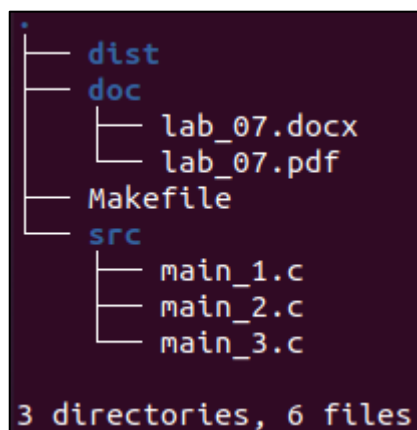 .
├── dist
├── doc
│   ├── lab_07.docx
│   └── lab_07.pdf
├── Makefile
└── src
    ├── main_1.c
    ├── main_2.c
    └── main_3.c

3 directories, 6 files